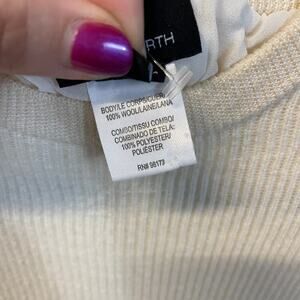 RTH
BODY/LE CORPS/CUERPO
100% WOOL/LAINE/LANA
COMBO/TISSU COMBO/
COMBINADO DE TELA:
100% POLYESTER/
POLIÉSTER
RN# 98173